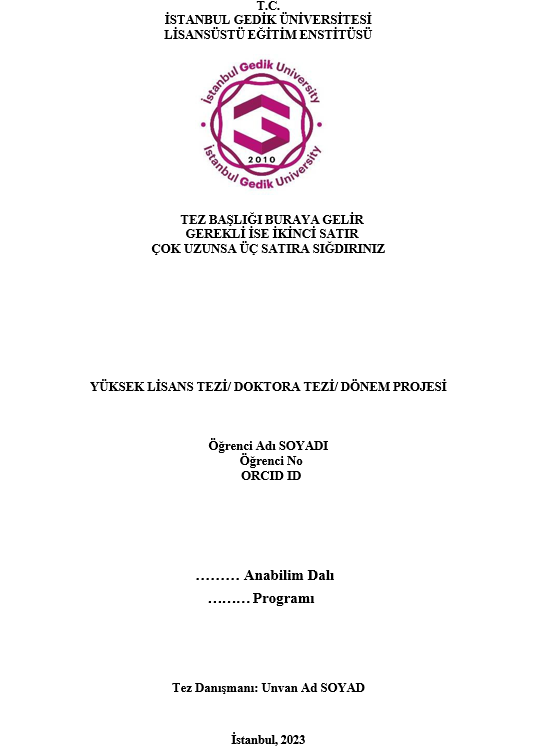 T.C.
İSTANBUL GEDİK ÜNİVERSİTESİ
LİSANSÜSTÜ EĞİTİM ENSTİTÜSÜ
İstanbul Gedik University
2010
İstanbul Gedik University
TEZ BAŞLIĞI BURAYA GELİR
GEREKLİ İSE İKİNCİ SATIR
ÇOK UZUNSA ÜÇ SATIRA SIĞDIRINIZ
YÜKSEK LİSANS TEZİ/ DOKTORA TEZİ/ DÖNEM PROJESİ
Öğrenci Adı SOYADI
Öğrenci No
ORCID ID
……… Anabilim Dalı
……… Programı
Tez Danışmanı: Unvan Ad SOYAD
İstanbul, 2023